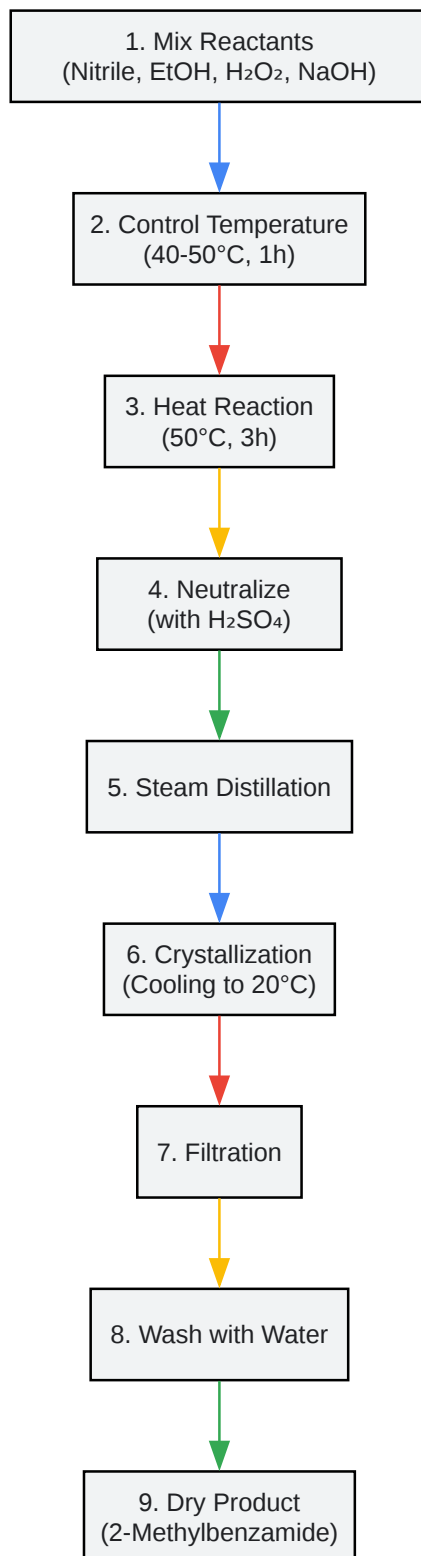 1. Mix Reactants
(Nitrile, EtOH, H₂O₂, NaOH)
2. Control Temperature
(40-50°C, 1h)
3. Heat Reaction
(50°C, 3h)
4. Neutralize
(with H₂SO₄)
5. Steam Distillation
6. Crystallization
(Cooling to 20°C)
7. Filtration
8. Wash with Water
9. Dry Product
(2-Methylbenzamide)